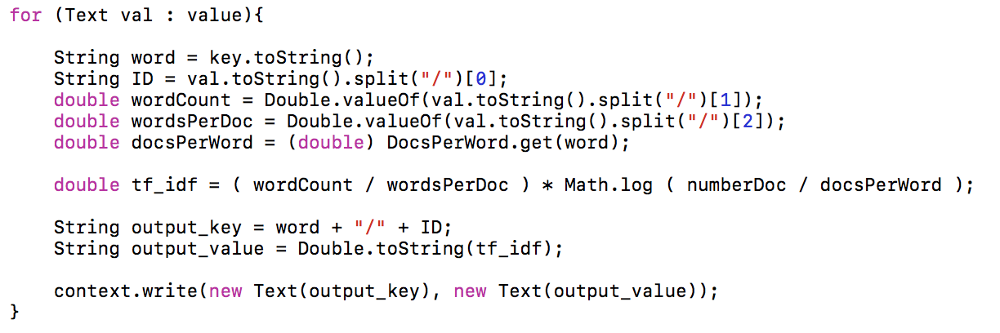 for (Text val : value){
String word = key.toString();
String ID = val.toString().split("/")[0];
double wordCount = Double.valueOf(val.toString().split("/")[1]);
double wordsPerDoc = Double.valueOf(val.toString().split("/")[2]);
double docsPerWord = (double) DocsPerWord.get(word);
double tf_idf = ( wordCount / wordsPerDoc ) * Math.log ( numberDoc / docsPerWord );
String output_key = word + "/" + ID;
String output_value = Double.toString(tf_idf);
context.write(new Text(output_key), new Text(output_value));
}